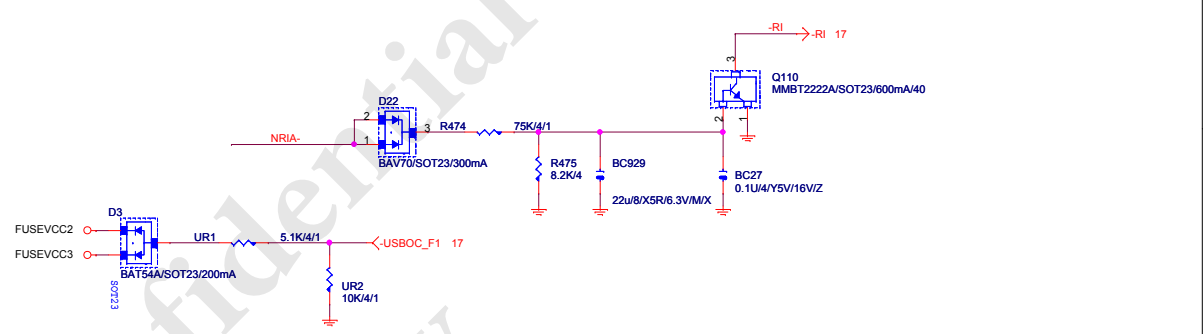 -RI
-RI 17
3
Q110
MMBT2222A/SOT23/600mA/40
2
1
D22
2
NRIA-
1
3
R474
75K/4/1
BAV70/SOT23/300mA
R475
8.2K/4
BC929
22u/8/X5R/6.3V/M/X
BC27
0.1U/4/Y5V/16V/Z
D3
FUSEVCC2
FUSEVCC3
UR1
5.1K/4/1
-USBOC_F1 17
BAT54A/SOT23/200mA
SOT23
UR2
10K/4/1
fidential